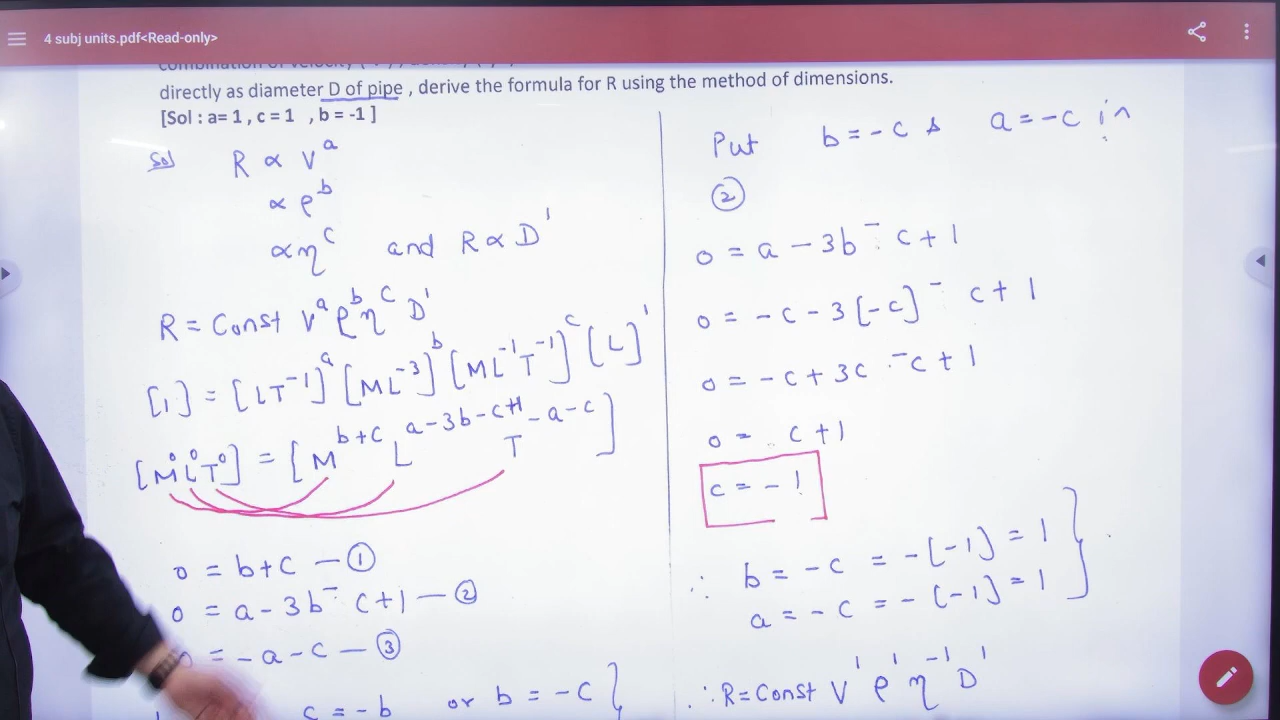 4 subj units.pdf<Read-only>
directly as diameter D of pipe , derive the formula for R using the method of dimensions.
[Sol : a= 1 , c = 1 , b = -1 ]
Sol R ∝ V^a
∝ ρ^b
∝ η^c and R ∝ D^1
R = Const V^a ρ^b η^c D^1
[1] = [LT^-1]^a [ML^-3]^b [ML^-1T^-1]^c [L]^1
[M^0L^0T^0] = [M^b+c L^a-3b-c+1 T^-a-c]
0 = b+c — ①
0 = a - 3b - c+1 — ②
= -a-c — ③
c = -b or b = -c }
Put b = -c & a = -c in
②
0 = a - 3b - c + 1
0 = -c - 3[-c] - c + 1
0 = -c + 3c - c + 1
0 = c + 1
c = -1
∴ b = -c = -(-1) = 1
a = -c = -(-1) = 1 }
∴ R = Const V^1 ρ^1 η^-1 D^1